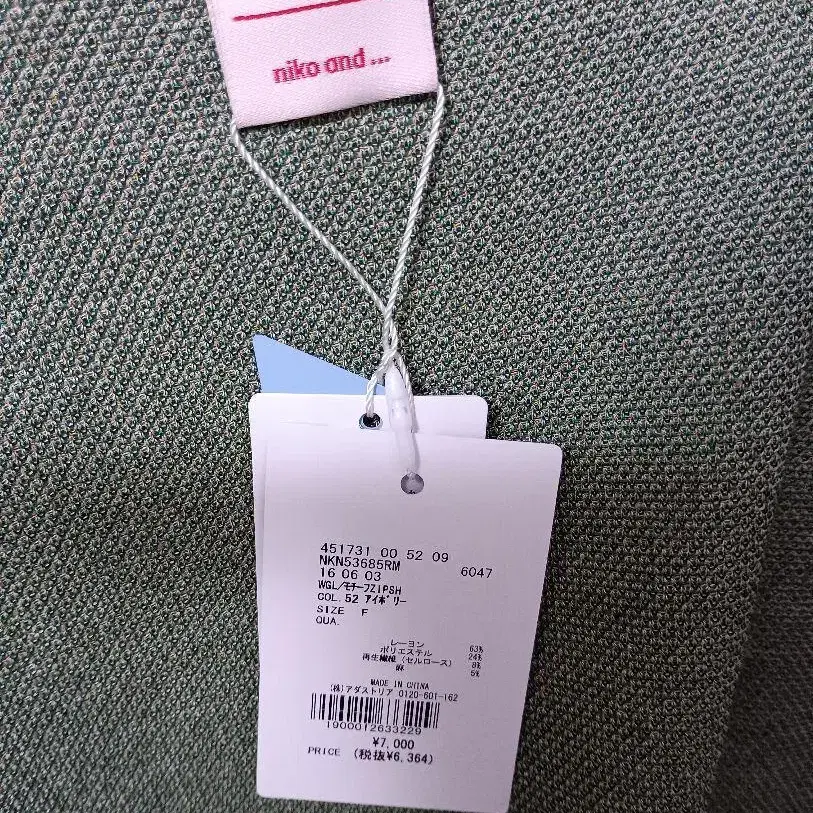 niko and ...
451731 00 52 09
NKN53685RM 6047
16 06 03
WGL/モチーフZIPSH
COL. 52 アイボリー
SIZE F
QUA.
レーヨン 63%
ポリエステル 24%
再生繊維（セルロース） 8%
麻 5%
MADE IN CHINA
(株)アダストリア 0120-601-162
1900012633229
¥7,000
PRICE (税抜¥6,364)